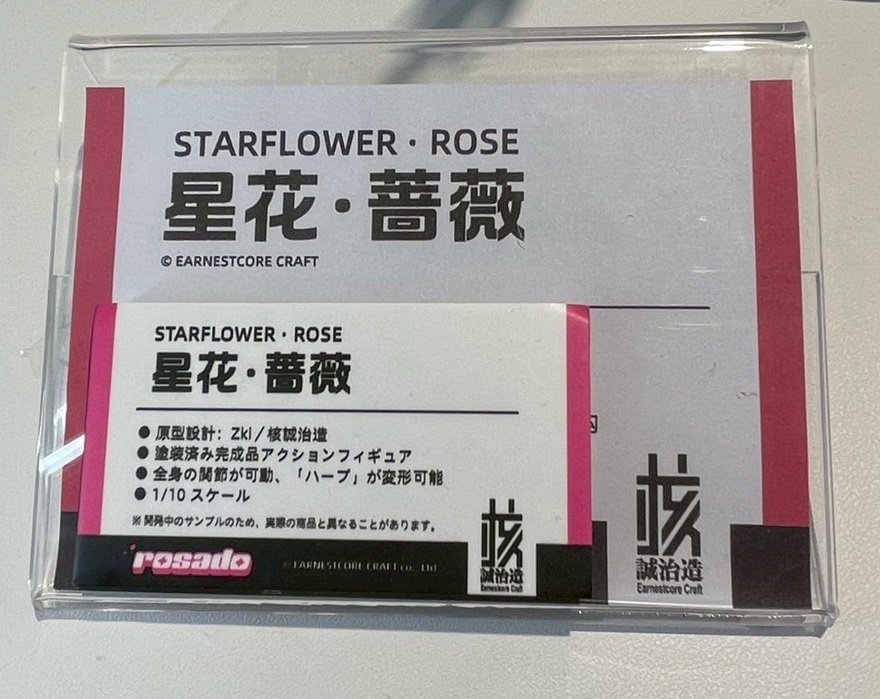 STARFLOWER · ROSE
星花·薔薇
© EARNESTCORE CRAFT
STARFLOWER · ROSE
星花·薔薇
● 原型設計: Zki/核誠治造
● 塗装済み完成品アクションフィギュア
● 全身の関節が可動、「ハープ」が変形可能
● 1/10 スケール
※ 開発中のサンプルのため、実際の商品と異なることがあります。
rosado
© EARNESTCORE CRAFT co., Ltd
核
誠治造
Earnestcore Craft
核
誠治造
Earnestcore Craft